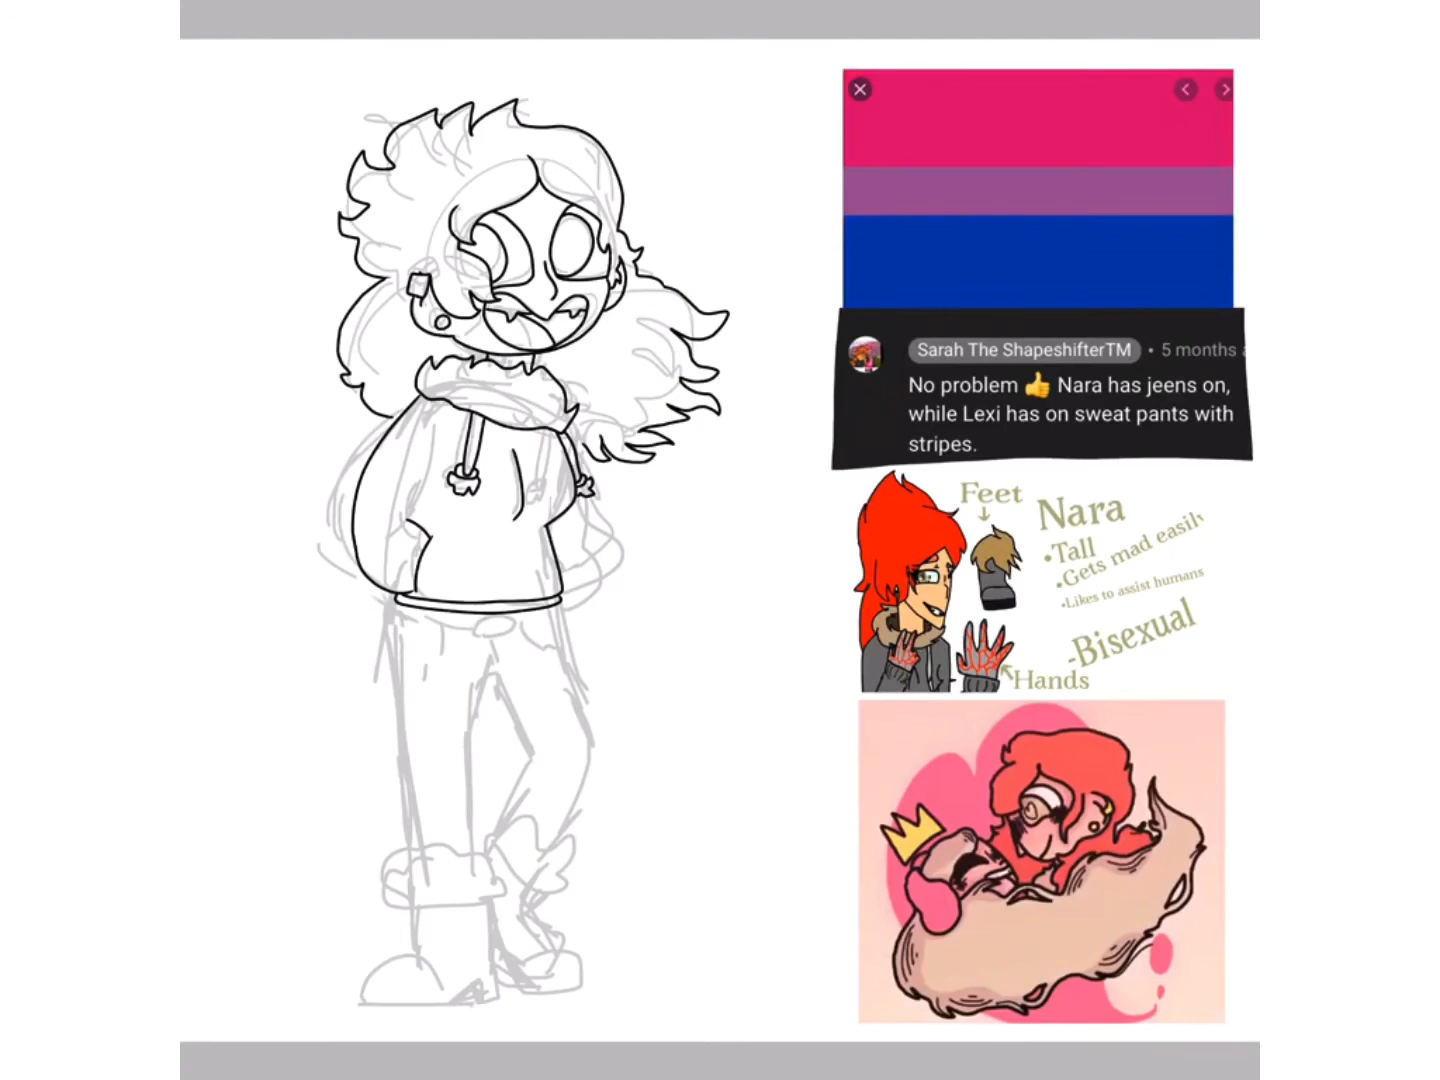 Sarah The ShapeshifterTM • 5 months
No problem 👍 Nara has jeens on,
while Lexi has on sweat pants with
stripes.
Feet
Nara
•Tall
•Gets mad easily
•Likes to assist humans
-Bisexual
Hands